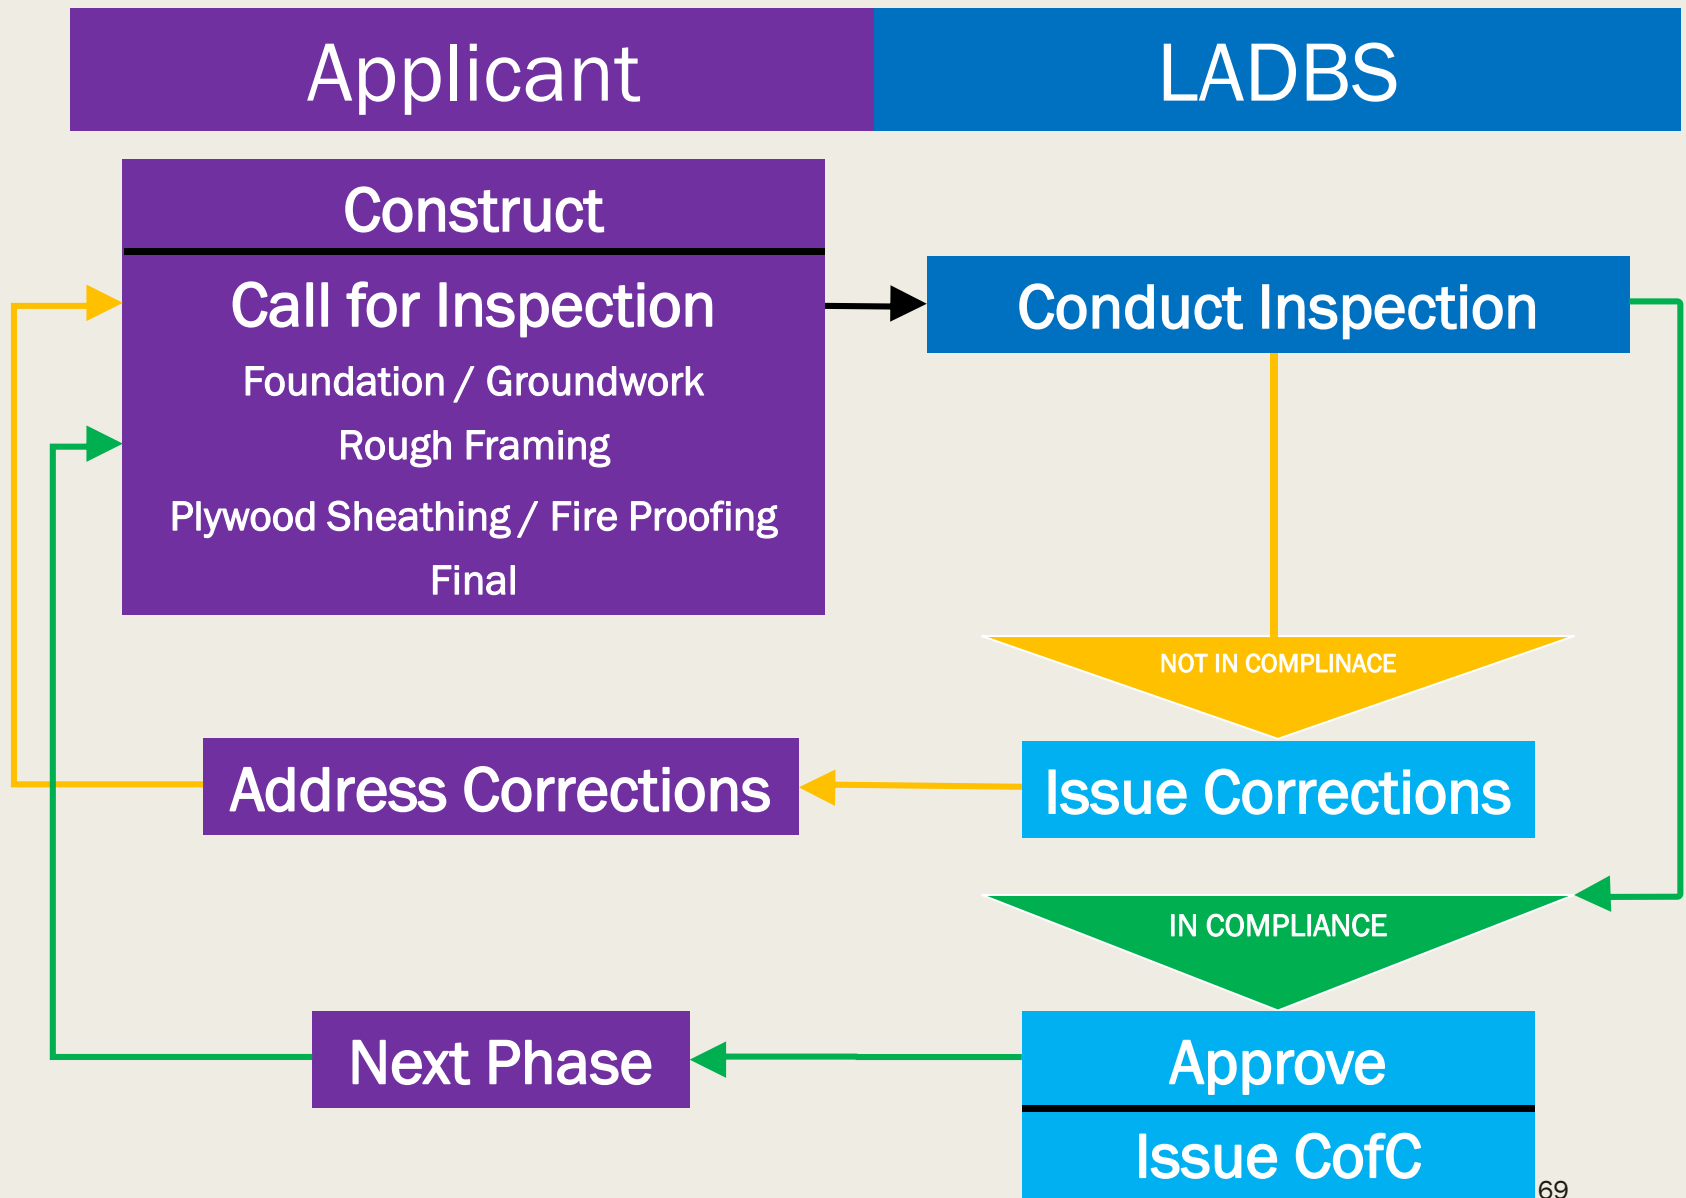 Applicant
LADBS
Construct
Call for Inspection
Foundation / Groundwork
Rough Framing
Plywood Sheathing / Fire Proofing
Final
Conduct Inspection
NOT IN COMPLINACE
Address Corrections
Issue Corrections
IN COMPLIANCE
Next Phase
Approve
Issue CofC
69